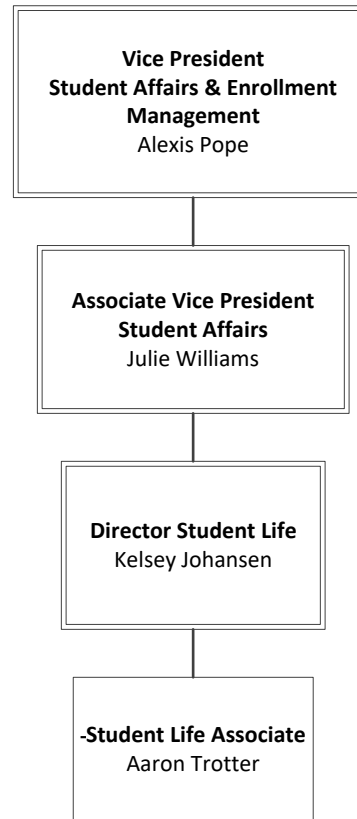 Vice President
Student Affairs & Enrollment
Management
Alexis Pope
Associate Vice President
Student Affairs
Julie Williams
Director Student Life
Kelsey Johansen
-Student Life Associate
Aaron Trotter